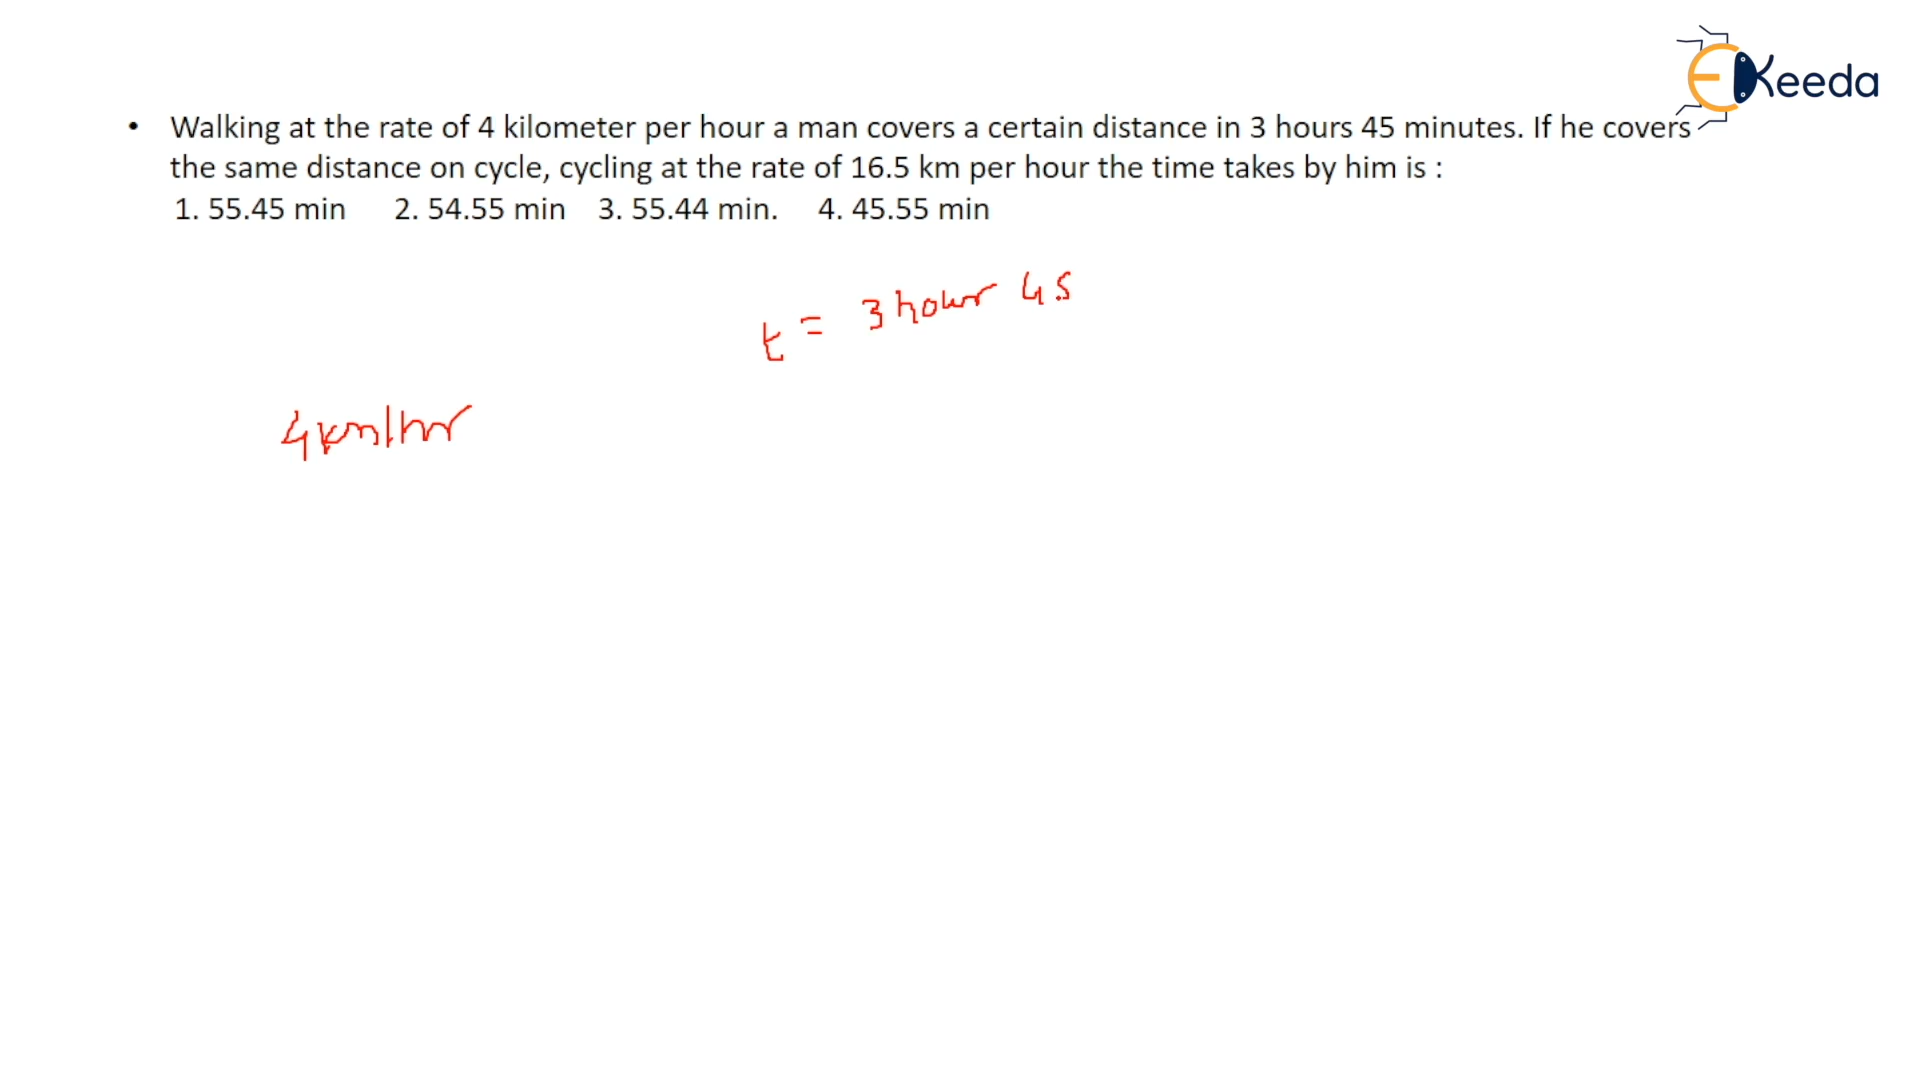 EKeeda
• Walking at the rate of 4 kilometer per hour a man covers a certain distance in 3 hours 45 minutes. If he covers
the same distance on cycle, cycling at the rate of 16.5 km per hour the time takes by him is :
1. 55.45 min 2. 54.55 min 3. 55.44 min. 4. 45.55 min
t = 3 hour 45
4km/hr